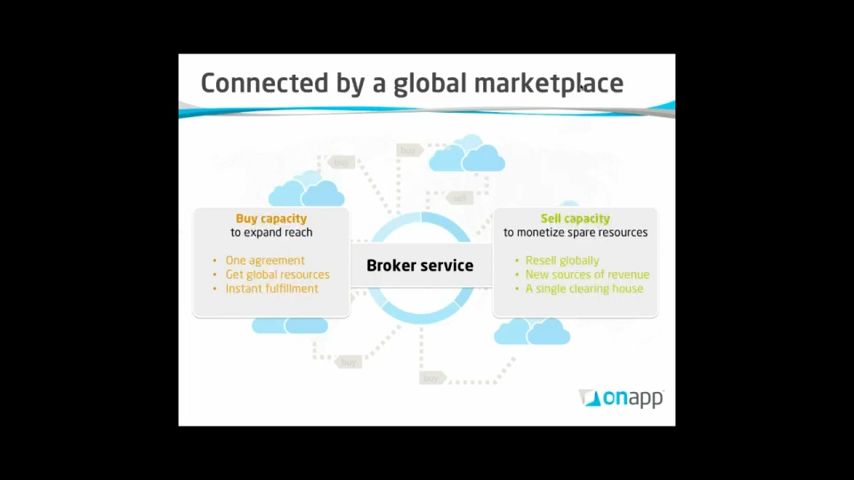 Connected by a global marketplace
buy
buy
sell
Buy capacity
to expand reach
• One agreement
• Get global resources
• Instant fulfillment
Broker service
Sell capacity
to monetize spare resources
• Resell globally
• New sources of revenue
• A single clearing house
buy
buy
onapp